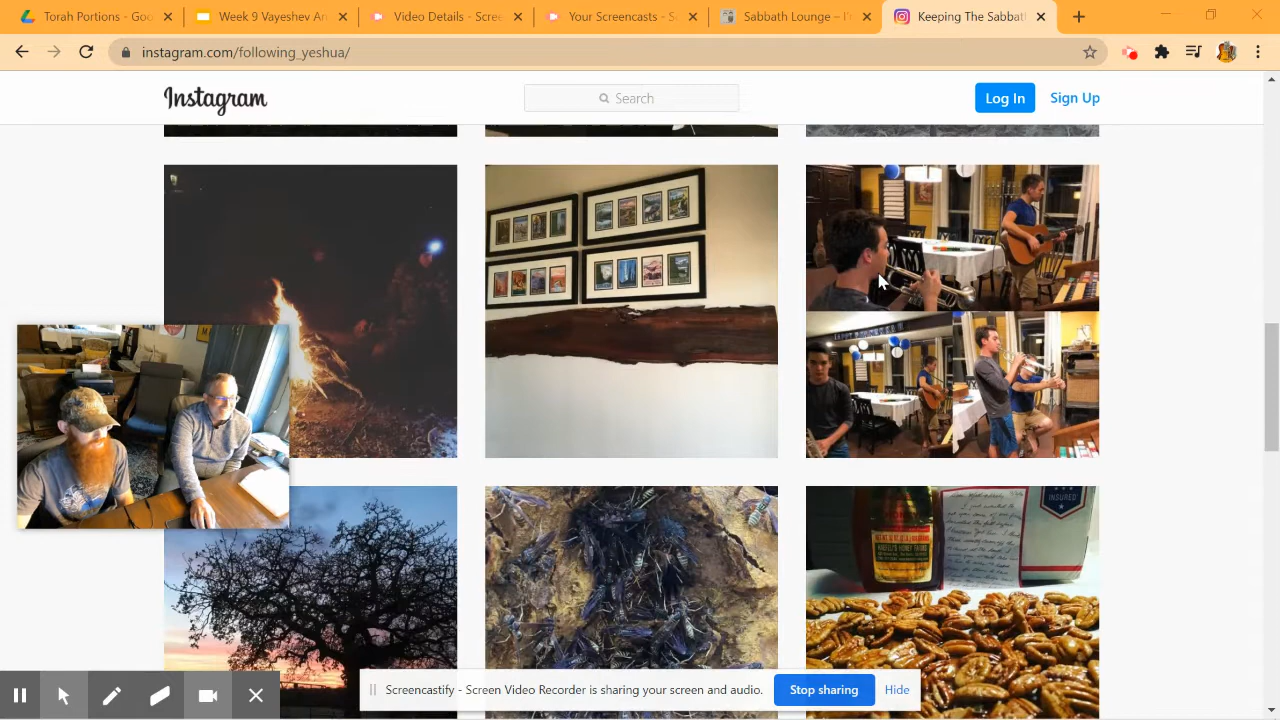 Torah Portions - Goo
Week 9 Vayeshev An
Video Details - Scree
Your Screencasts - S
Sabbath Lounge – I'm
Keeping The Sabbat
instagram.com/following_yeshua/
Instagram
Search
Log In
Sign Up
INSURED
Screencastify - Screen Video Recorder is sharing your screen and audio.
Stop sharing
Hide